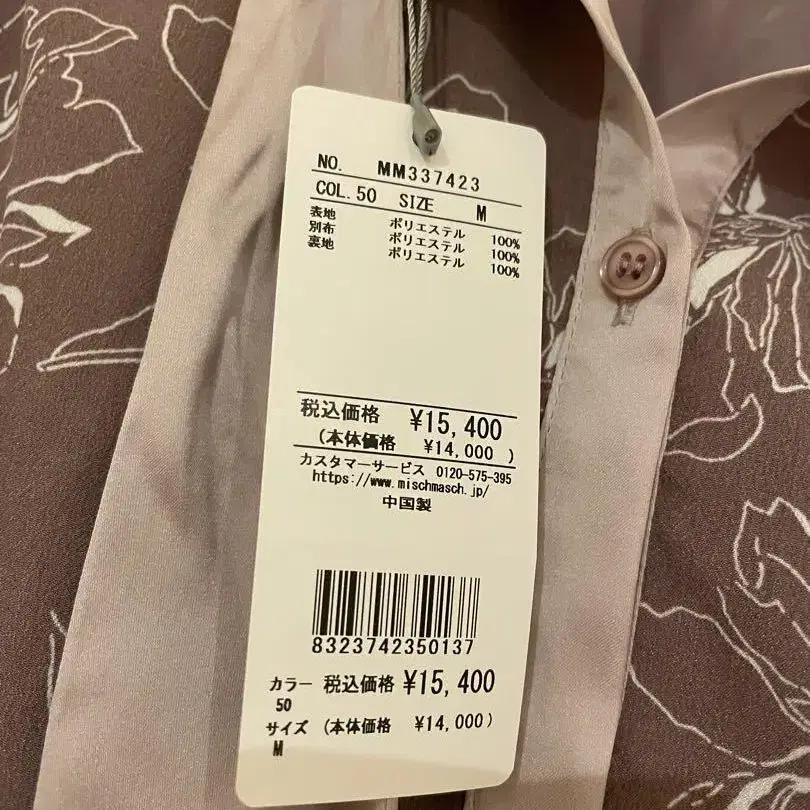 NO. MM337423
COL. 50 SIZE M
表地 ポリエステル 100%
別布 ポリエステル 100%
裏地 ポリエステル 100%
税込価格 ¥15,400
(本体価格 ¥14,000 )
カスタマーサービス 0120-575-395
https://www.mischmasch.jp/
中国製
8323742350137
カラー 税込価格 ¥15,400
50
サイズ (本体価格 ¥14,000)
M